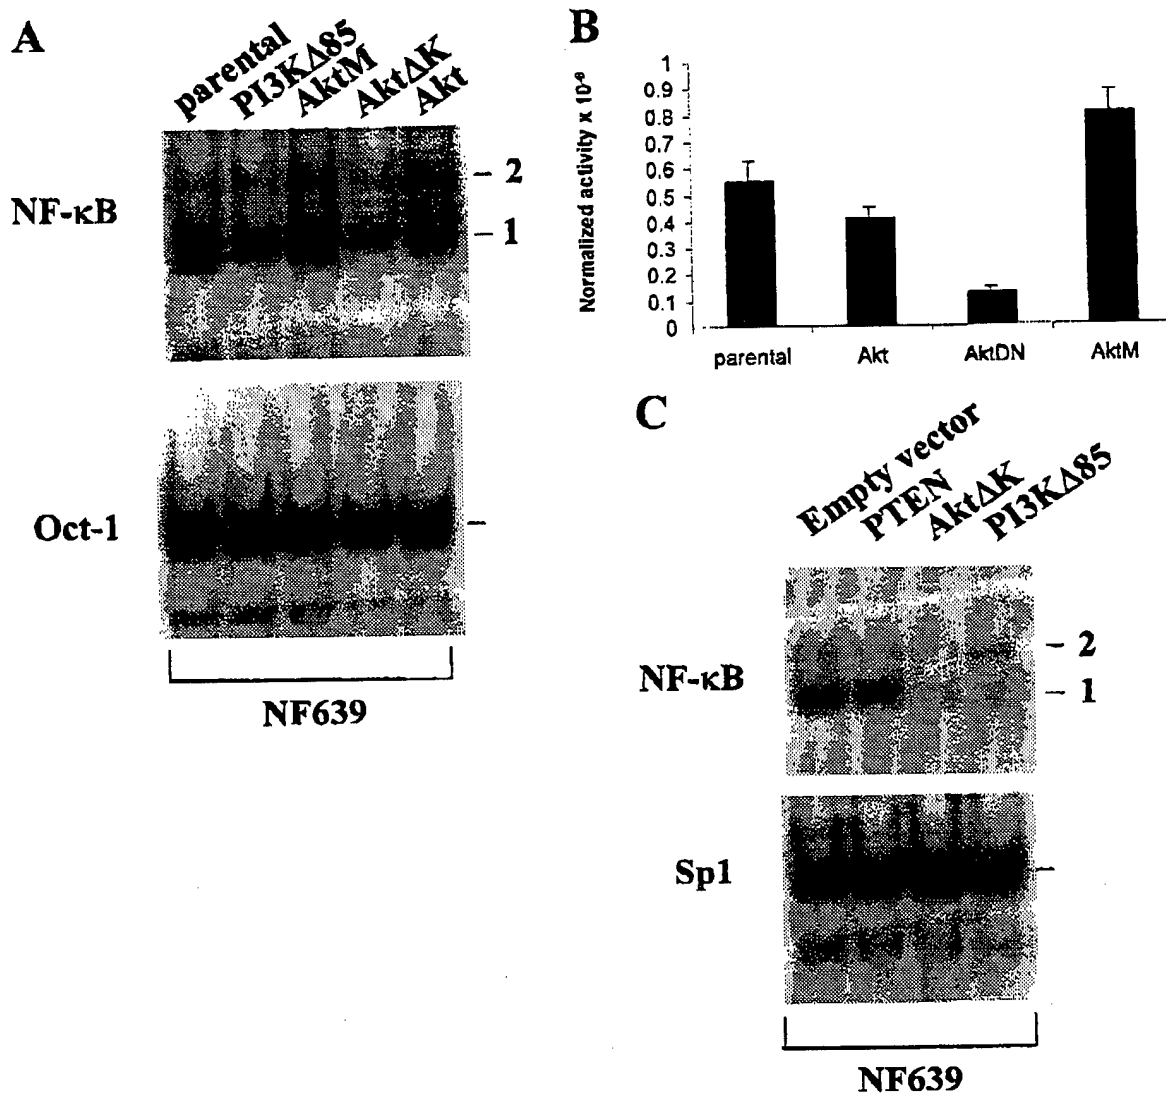 A
parental
PI3KΔ85
AktM
AktΔK
Akt
NF-κB
2
1
Oct-1
NF639
B
Normalized activity x 10⁻⁶
1
0.9
0.8
0.7
0.6
0.5
0.4
0.3
0.2
0.1
0
parental
Akt
AktDN
AktM
C
Empty vector
PTEN
AktΔK
PI3KΔ85
NF-κB
2
1
Sp1
NF639